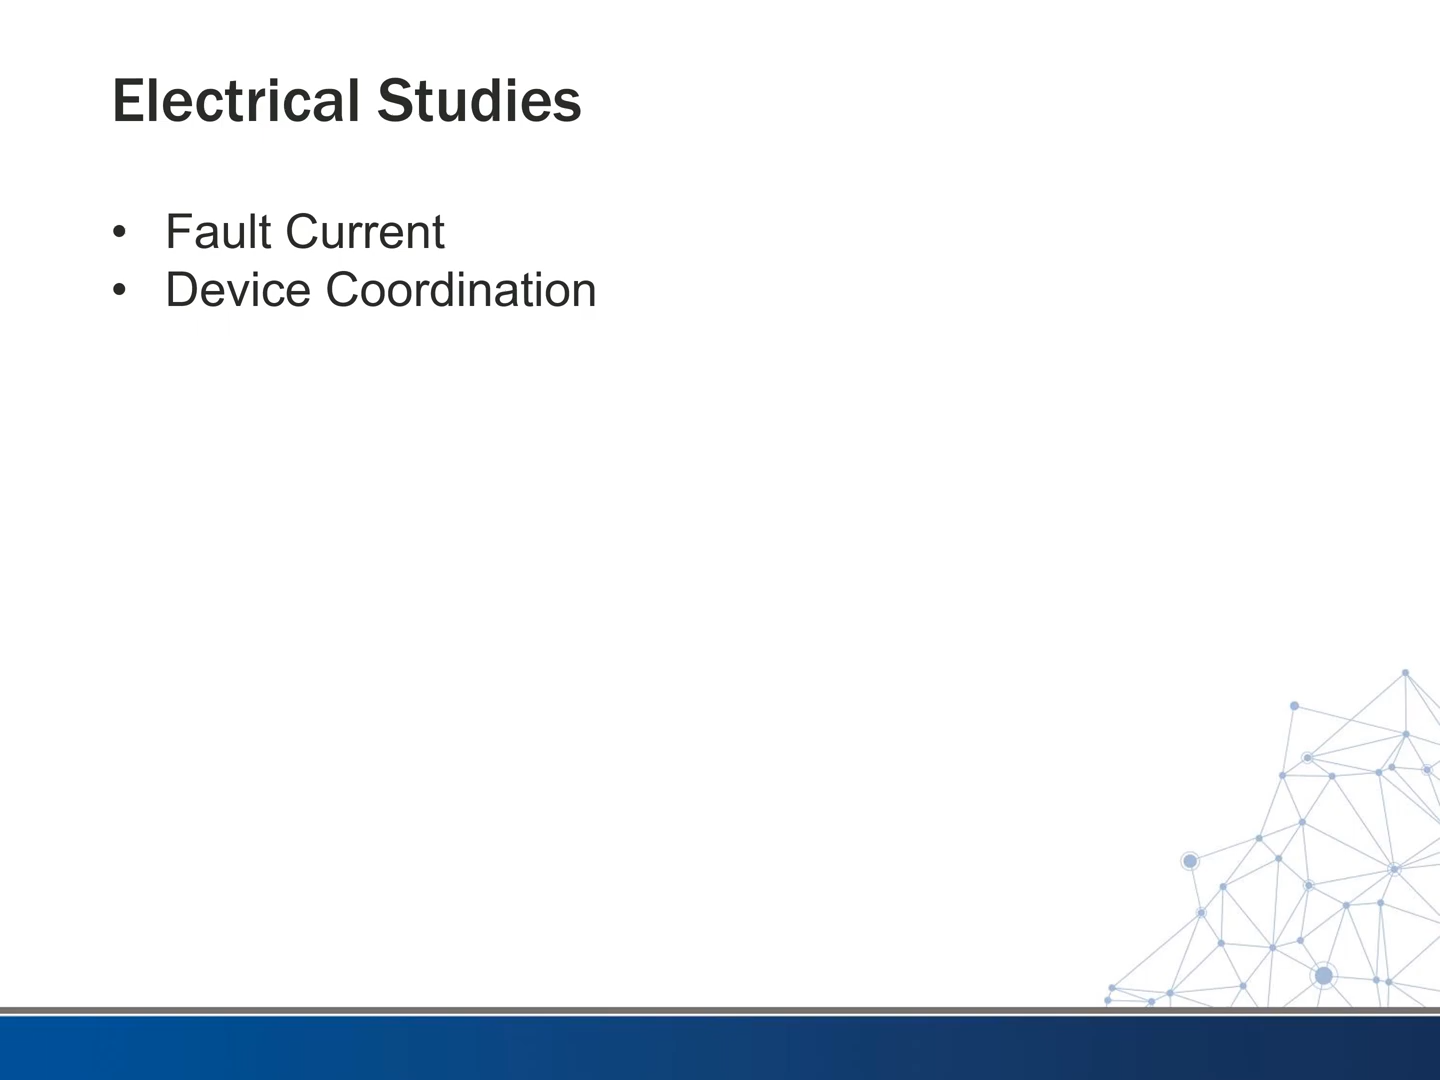 Electrical Studies
• Fault Current
• Device Coordination